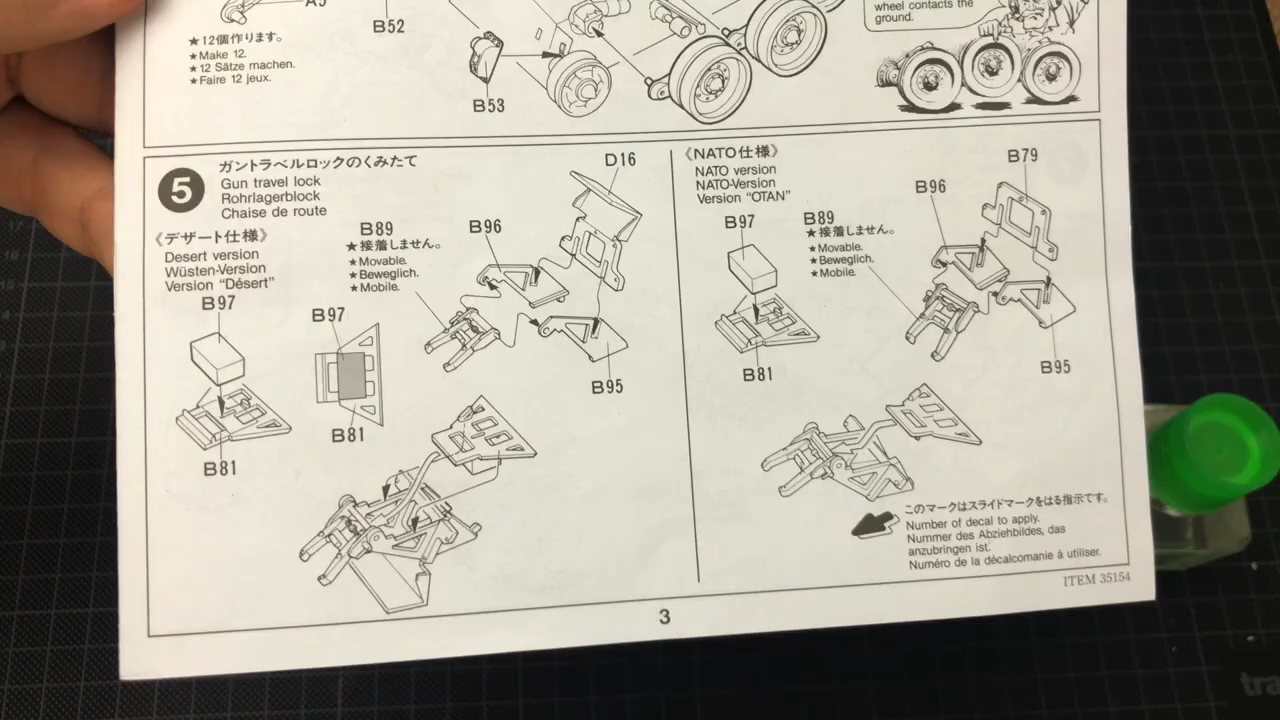 A5
B52
★12個作ります。
★Make 12.
★12 Sätze machen.
★Faire 12 jeux.
B53
wheel contacts the
ground.
5
ガントラベルロックのくみたて
Gun travel lock
Rohrlagerblock
Chaise de route
《デザート仕様》
Desert version
Wüsten-Version
Version "Désert"
B97
B81
B97
B81
B89
★接着しません。
★Movable.
★Beweglich.
★Mobile.
B96
D16
B95
《NATO仕様》
NATO version
NATO-Version
Version "OTAN"
B97
B81
B89
★接着しません。
★Movable.
★Beweglich.
★Mobile.
B96
B79
B95
このマークはスライドマークをはる指示です。
Number of decal to apply.
Nummer des Abziehbildes, das
anzubringen ist.
Numéro de la décalcomanie à utiliser.
ITEM 35154
3